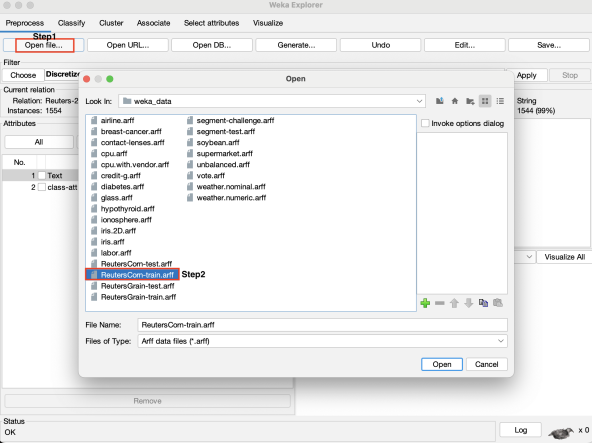 Weka Explorer
Preprocess Classify Cluster Associate Select attributes Visualize
Step1
Open file... Open URL... Open DB... Generate... Undo Edit... Save...
Filter
Choose Discretize Apply Stop
Current relation
Relation: Reuters-2
Instances: 1554
Attributes
All
No.
1 Text
2 class-att
Remove
Status
OK
Log x 0
String
1544 (99%)
Visualize All
Open
Look In: weka_data
Invoke options dialog
airline.arff
breast-cancer.arff
contact-lenses.arff
cpu.arff
cpu.with.vendor.arff
credit-g.arff
diabetes.arff
glass.arff
hypothyroid.arff
ionosphere.arff
iris.2D.arff
iris.arff
labor.arff
ReutersCorn-test.arff
ReutersCorn-train.arff Step2
ReutersGrain-test.arff
ReutersGrain-train.arff
segment-challenge.arff
segment-test.arff
soybean.arff
supermarket.arff
unbalanced.arff
vote.arff
weather.nominal.arff
weather.numeric.arff
File Name: ReutersCorn-train.arff
Files of Type: Arff data files (*.arff)
Open Cancel